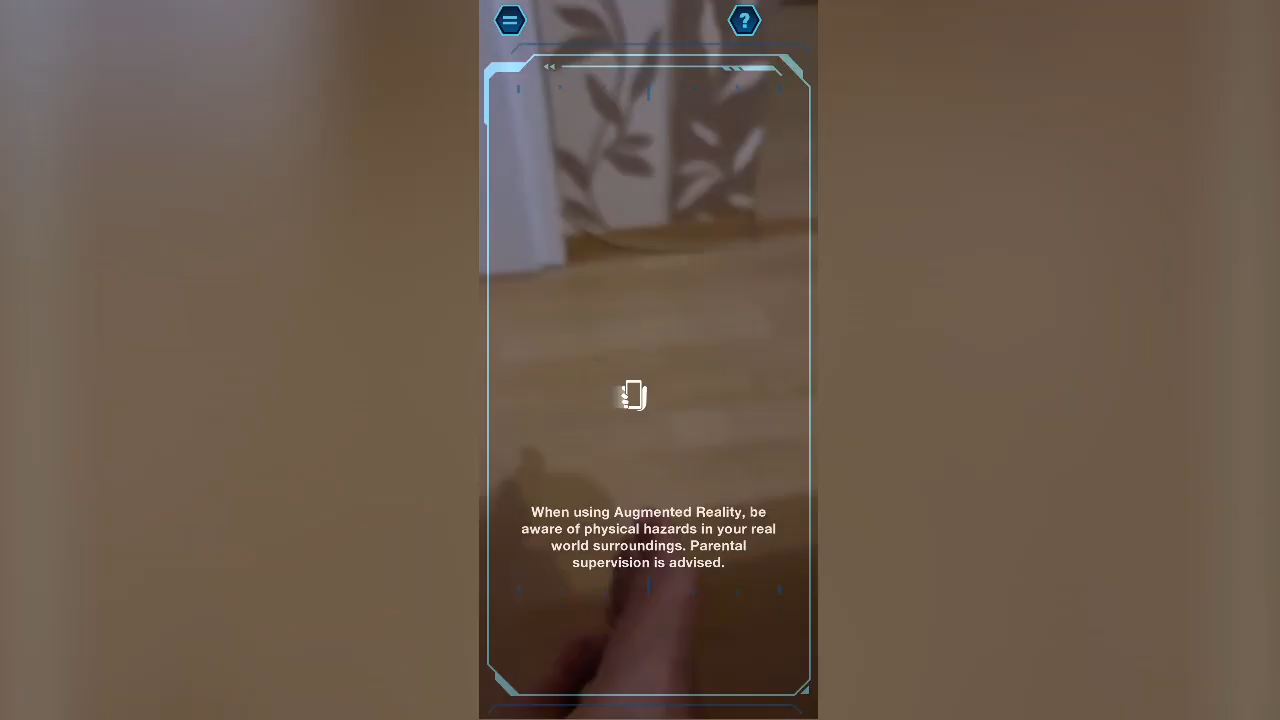 ?
When using Augmented Reality, be
aware of physical hazards in your real
world surroundings. Parental
supervision is advised.